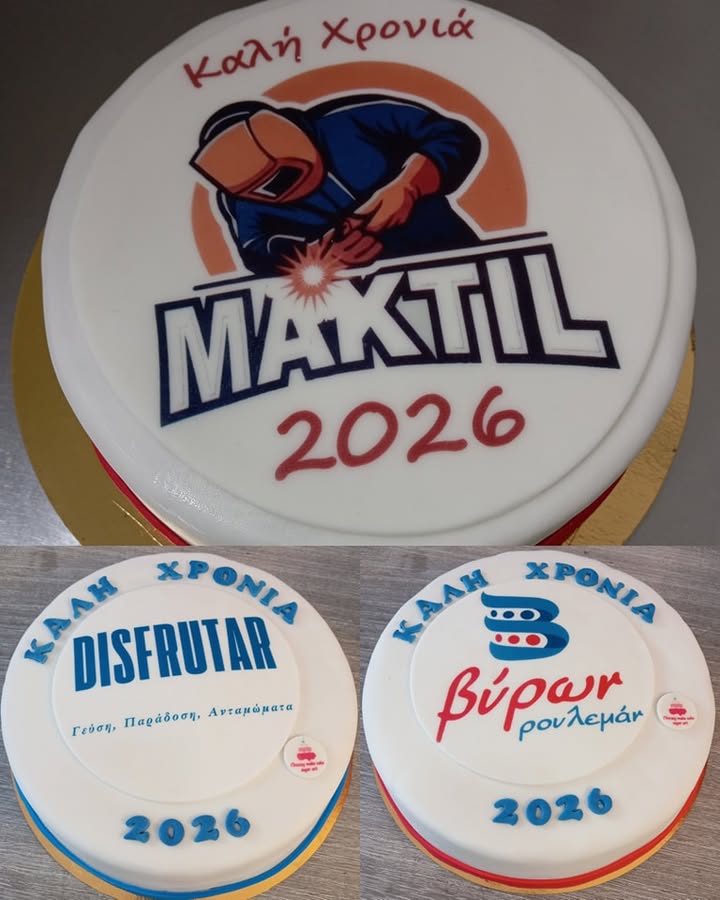 Καλή Χρονιά
MAKTIL
2026
ΚΑΛΗ ΧΡΟΝΙΑ
DISFRUTAR
Γεύση, Παράδοση, Ανταμώματα
2026
ΚΑΛΗ ΧΡΟΝΙΑ
βύρων
ρουλεμάν
2026